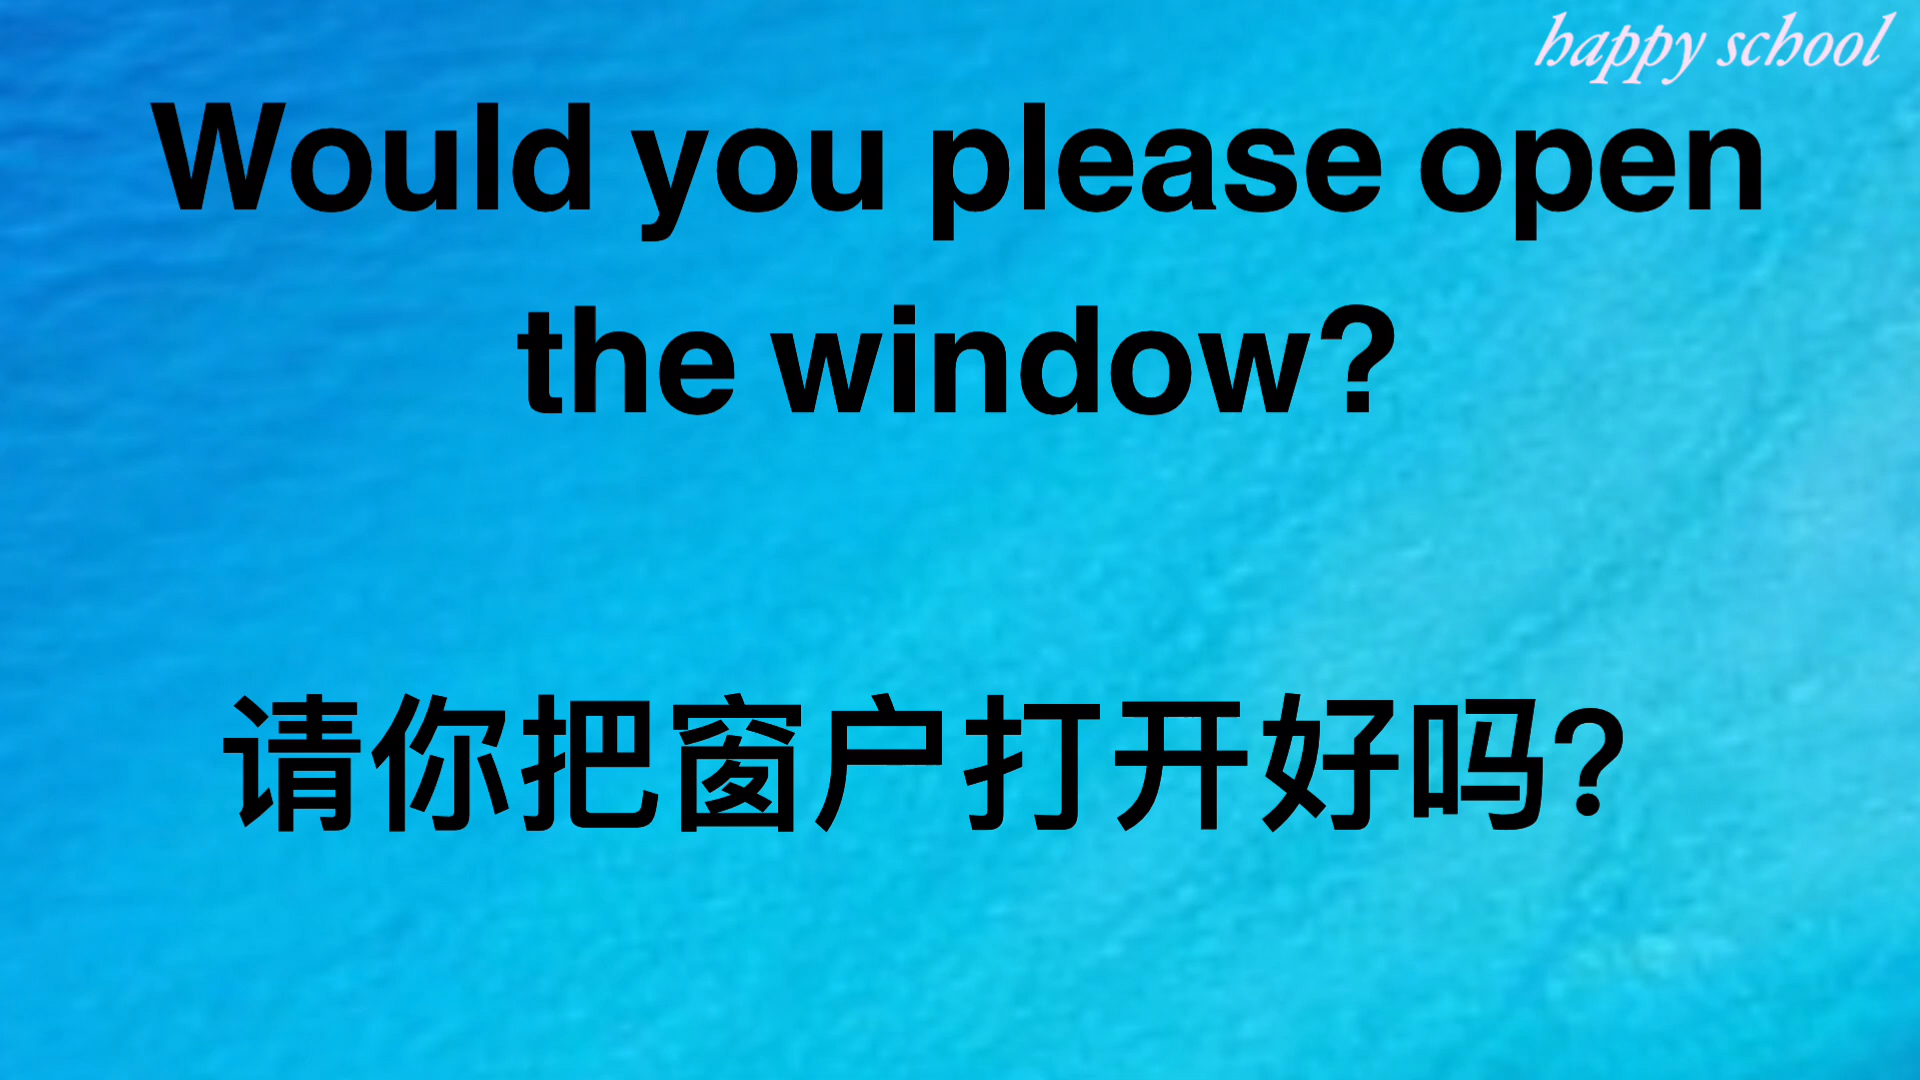 happy school
Would you please open
the window?
请你把窗户打开好吗?